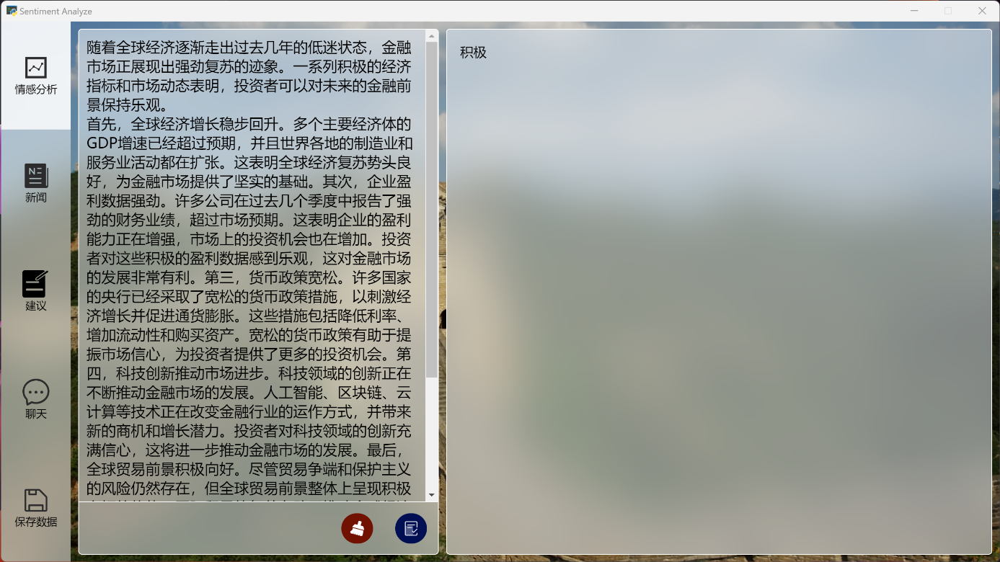 Sentiment Analyze
情感分析
新闻
建议
聊天
保存数据
随着全球经济逐渐走出过去几年的低迷状态，金融
市场正展现出强劲复苏的迹象。一系列积极的经济
指标和市场动态表明，投资者可以对未来的金融前
景保持乐观。
首先，全球经济增长稳步回升。多个主要经济体的
GDP增速已经超过预期，并且世界各地的制造业和
服务业活动都在扩张。这表明全球经济复苏势头良
好，为金融市场提供了坚实的基础。其次，企业盈
利数据强劲。许多公司在过去几个季度中报告了强
劲的财务业绩，超过市场预期。这表明企业的盈利
能力正在增强，市场上的投资机会也在增加。投资
者对这些积极的盈利数据感到乐观，这对金融市场
的发展非常有利。第三，货币政策宽松。许多国家
的央行已经采取了宽松的货币政策措施，以刺激经
济增长并促进通货膨胀。这些措施包括降低利率、
增加流动性和购买资产。宽松的货币政策有助于提
振市场信心，为投资者提供了更多的投资机会。第
四，科技创新推动市场进步。科技领域的创新正在
不断推动金融市场的发展。人工智能、区块链、云
计算等技术正在改变金融行业的运作方式，并带来
新的商机和增长潜力。投资者对科技领域的创新充
满信心，这将进一步推动金融市场的发展。最后，
全球贸易前景积极向好。尽管贸易争端和保护主义
的风险仍然存在，但全球贸易前景整体上呈现积极
积极